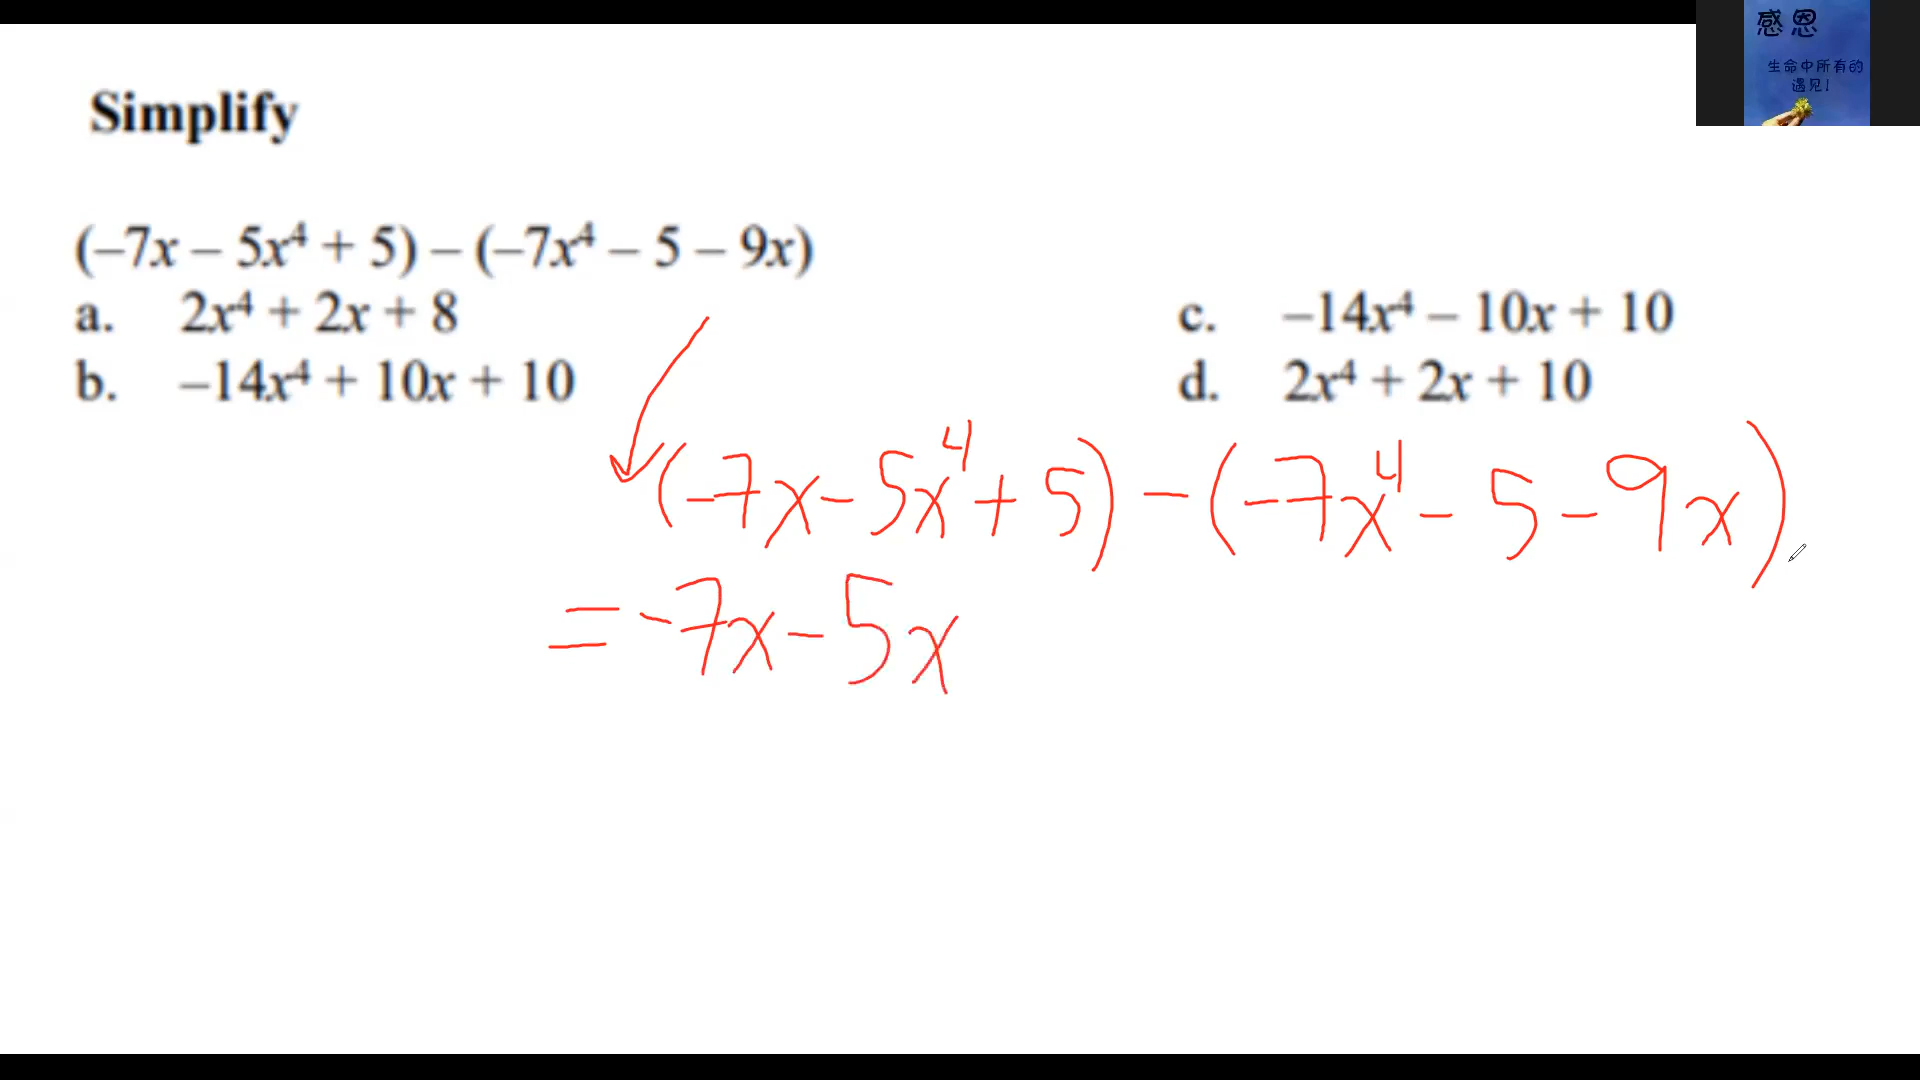 感恩
生命中所有的
遇见!
Simplify
(–7x – 5x⁴ + 5) – (–7x⁴ – 5 – 9x)
a. 2x⁴ + 2x + 8
b. –14x⁴ + 10x + 10
c. –14x⁴ – 10x + 10
d. 2x⁴ + 2x + 10
(-7x-5x⁴+5)-(-7x⁴-5-9x)
=-7x-5x